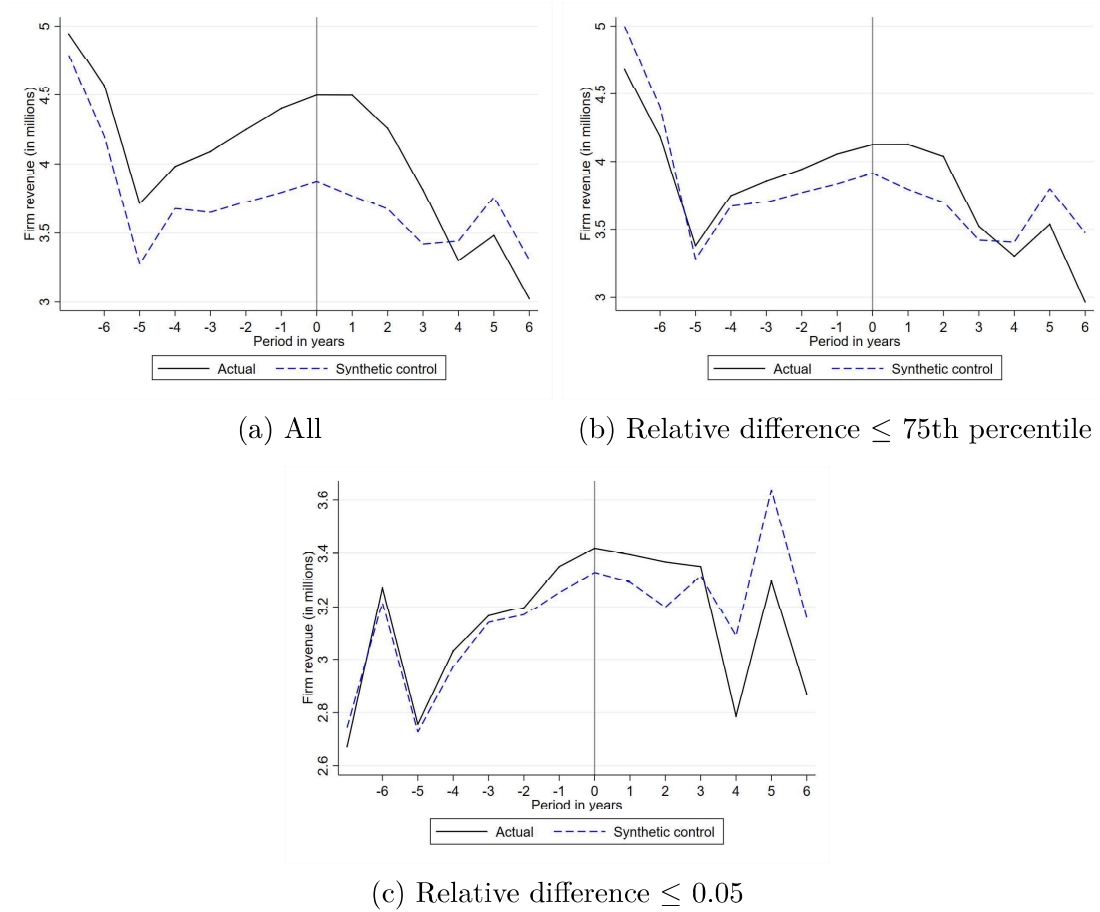 Firm revenue (in millions)
5
4.5
4
3.5
3
-6 -5 -4 -3 -2 -1 0 1 2 3 4 5 6
Period in years
Actual Synthetic control
(a) All
Firm revenue (in millions)
5
4.5
4
3.5
3
-6 -5 -4 -3 -2 -1 0 1 2 3 4 5 6
Period in years
Actual Synthetic control
(b) Relative difference ≤ 75th percentile
Firm revenue (in millions)
3.6
3.4
3.2
3
2.8
2.6
-6 -5 -4 -3 -2 -1 0 1 2 3 4 5 6
Period in years
Actual Synthetic control
(c) Relative difference ≤ 0.05